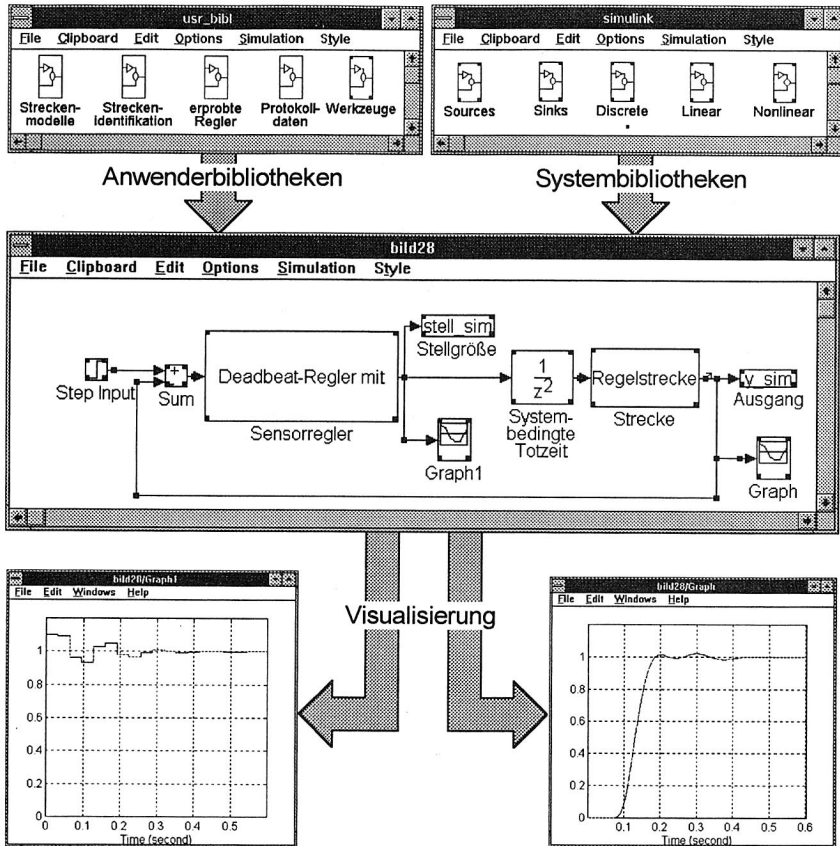 usr_bibl
File Clipboard Edit Options Simulation Style
Strecken- Strecken- erprobte Protokoll- Werkzeuge
modelle identifikation Regler daten
simulink
File Clipboard Edit Options Simulation Style
Sources Sinks Discrete Linear Nonlinear
Anwenderbibliotheken
Systembibliotheken
bild28
File Clipboard Edit Options Simulation Style
stell_sim
Stellgröße
Step Input
+
Sum
Deadbeat-Regler mit
Sensorregler
Graph1
1
z2
System-
bedingte
Totzeit
Regelstrecke
Strecke
y_sim
Ausgang
Graph
Visualisierung
bild28/Graph1
File Edit Windows Help
1
0.8
0.6
0.4
0.2
0
0 0.1 0.2 0.3 0.4 0.5
Time (second)
bild28/Graph
File Edit Windows Help
1
0.8
0.6
0.4
0.2
0
0.1 0.2 0.3 0.4 0.5 0.6
Time (second)